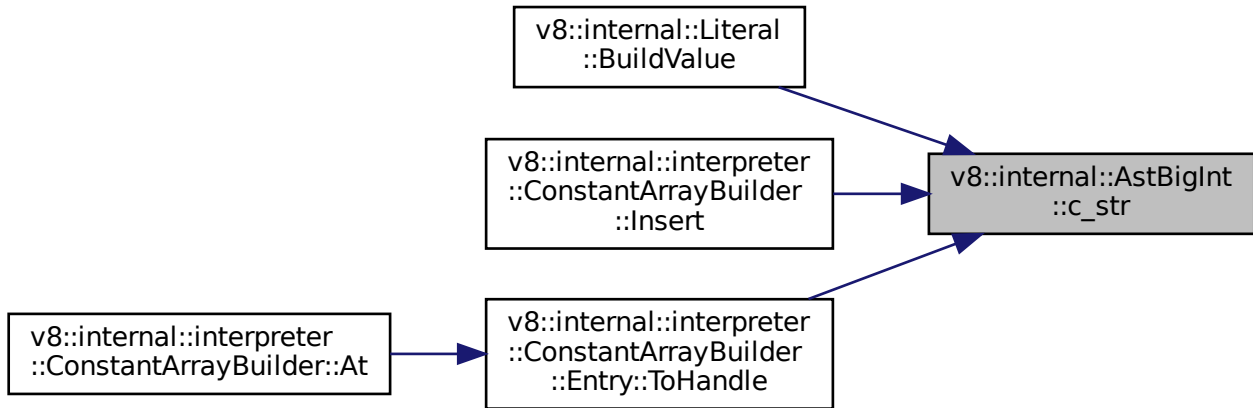 v8::internal::Literal
::BuildValue
v8::internal::interpreter
::ConstantArrayBuilder
::Insert
v8::internal::AstBigInt
::c_str
v8::internal::interpreter
::ConstantArrayBuilder::At
v8::internal::interpreter
::ConstantArrayBuilder
::Entry::ToHandle